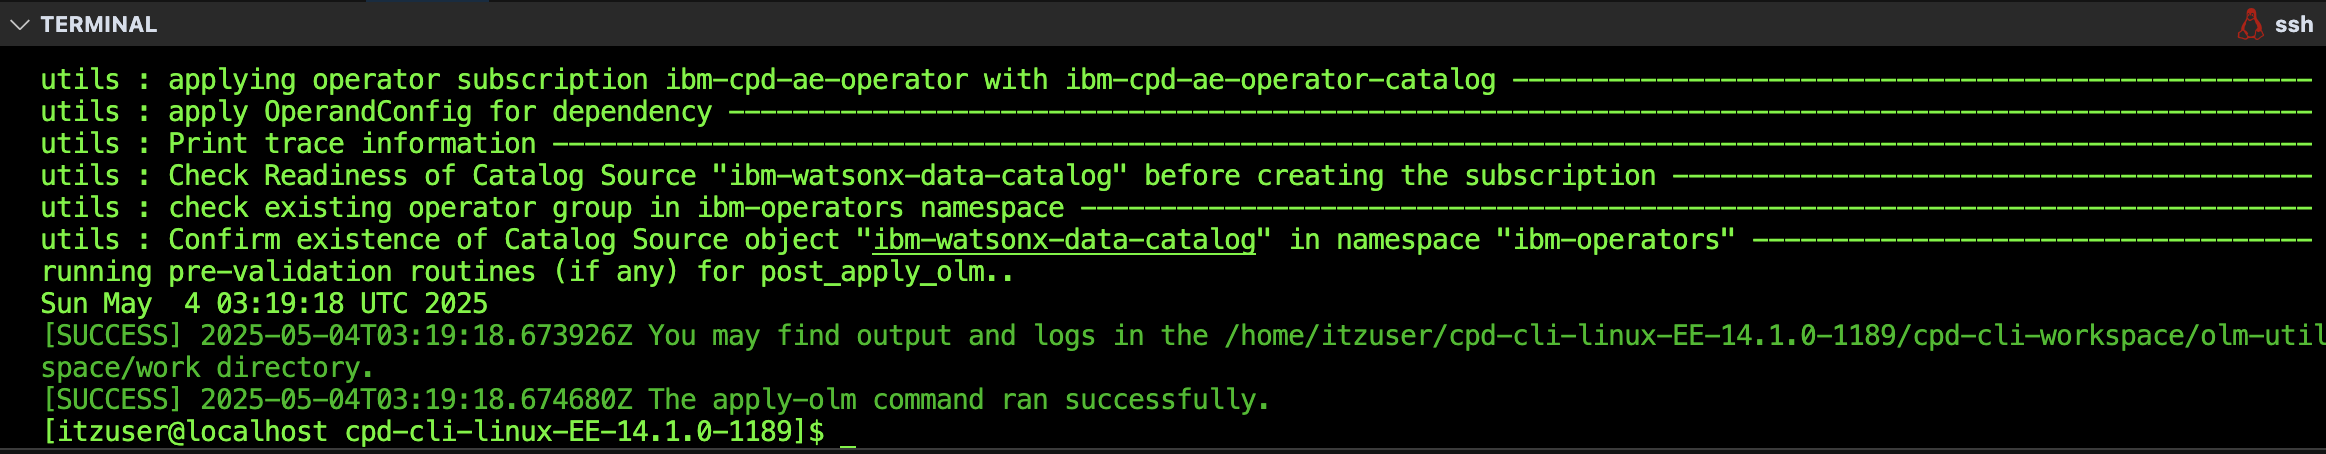 TERMINAL
ssh
utils : applying operator subscription ibm-cpd-ae-operator with ibm-cpd-ae-operator-catalog --------------------------------------------------
utils : apply OperandConfig for dependency ---------------------------------------------------------------------------------------------------
utils : Print trace information --------------------------------------------------------------------------------------------------------------
utils : Check Readiness of Catalog Source "ibm-watsonx-data-catalog" before creating the subscription ----------------------------------------
utils : check existing operator group in ibm-operators namespace -----------------------------------------------------------------------------
utils : Confirm existence of Catalog Source object "ibm-watsonx-data-catalog" in namespace "ibm-operators" -----------------------------------
running pre-validation routines (if any) for post_apply_olm..
Sun May  4 03:19:18 UTC 2025
[SUCCESS] 2025-05-04T03:19:18.673926Z You may find output and logs in the /home/itzuser/cpd-cli-linux-EE-14.1.0-1189/cpd-cli-workspace/olm-util
space/work directory.
[SUCCESS] 2025-05-04T03:19:18.674680Z The apply-olm command ran successfully.
[itzuser@localhost cpd-cli-linux-EE-14.1.0-1189]$ _